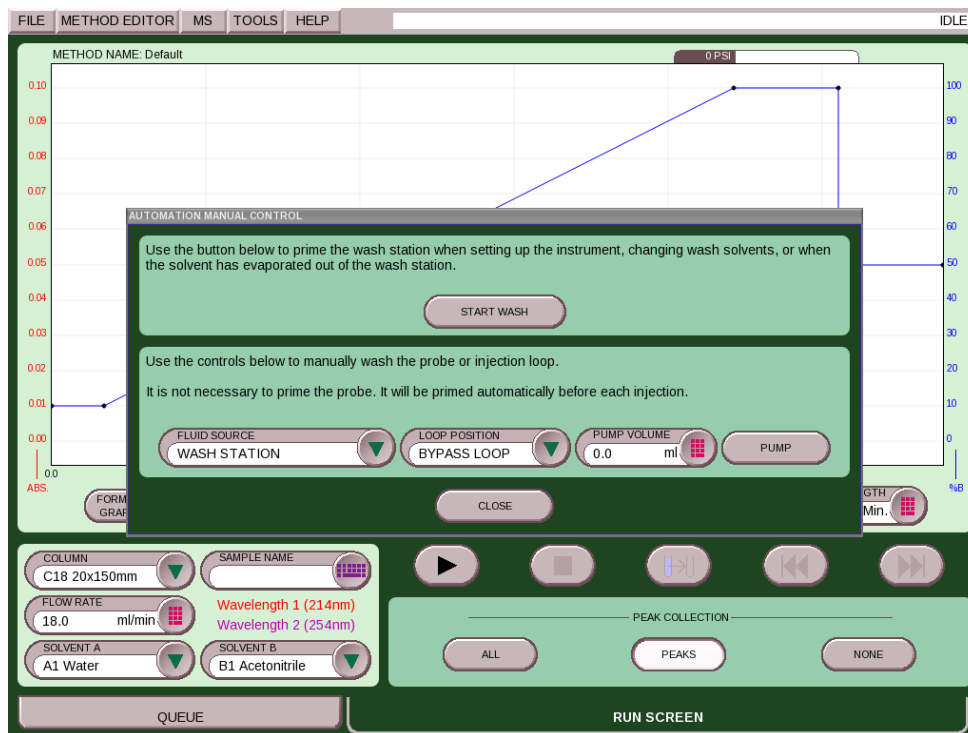 FILE METHOD EDITOR MS TOOLS HELP IDLE
METHOD NAME: Default
0 PSI
0.10
0.09
0.08
0.07
0.06
0.05
0.04
0.03
0.02
0.01
0.00
ABS.
0.0
100
90
80
70
60
50
40
30
20
10
0
%B
AUTOMATION MANUAL CONTROL
Use the button below to prime the wash station when setting up the instrument, changing wash solvents, or when
the solvent has evaporated out of the wash station.
START WASH
Use the controls below to manually wash the probe or injection loop.
It is not necessary to prime the probe. It will be primed automatically before each injection.
FLUID SOURCE
WASH STATION
LOOP POSITION
BYPASS LOOP
PUMP VOLUME
0.0 ml
PUMP
CLOSE
FORM
GRAP
GTH
Min.
COLUMN
C18 20x150mm
SAMPLE NAME
FLOW RATE
18.0 ml/min
Wavelength 1 (214nm)
Wavelength 2 (254nm)
SOLVENT A
A1 Water
SOLVENT B
B1 Acetonitrile
PEAK COLLECTION
ALL PEAKS NONE
QUEUE RUN SCREEN